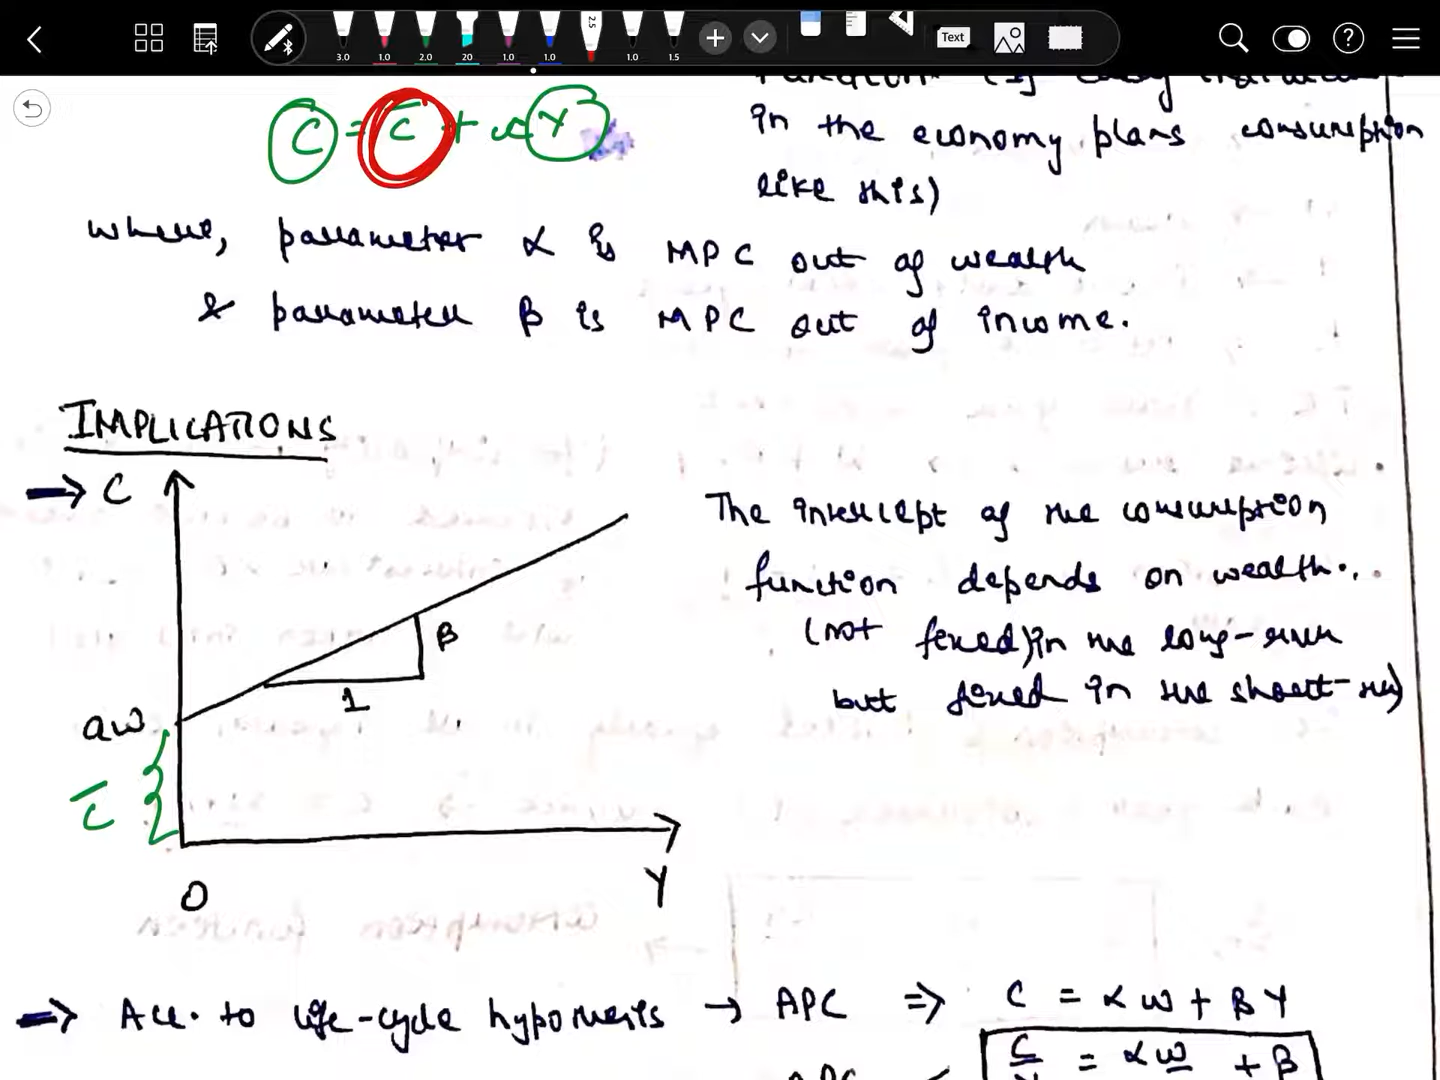 3.0 1.0 2.0 20 1.0 1.0 2.5 1.0 1.5 Text
C = C̄ + αY
in the economy plans consumption
like this)
where, parameter α is MPC out of wealth
& parameter β is MPC out of income.
IMPLICATIONS
→ C
The intercept of the consumption
function depends on wealth...
(not fixed) in the long-run
but fixed in the short-run)
β
1
aw
C̄
O
Y
→ Acc. to life-cycle hypothesis → APC ⇒ C = αw + βY
C = αw + β